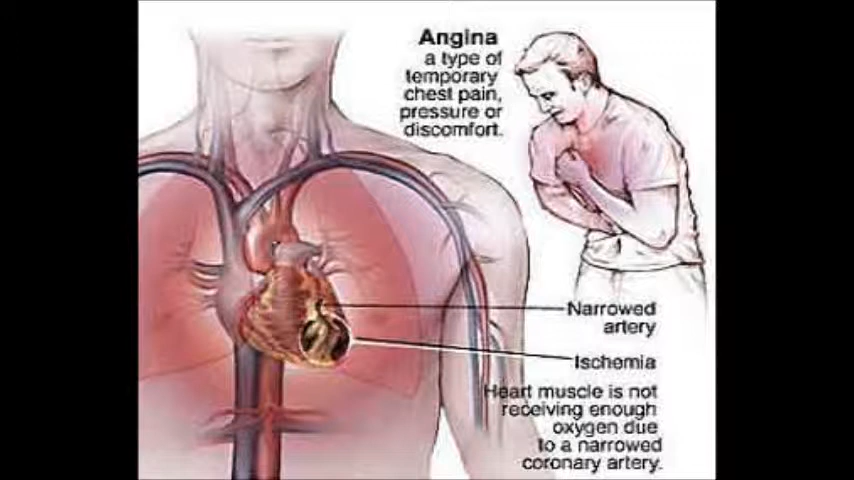 Angina
a type of
temporary
chest pain,
pressure or
discomfort.
Narrowed
artery
Ischemia
Heart muscle is not
receiving enough
oxygen due
to a narrowed
coronary artery.